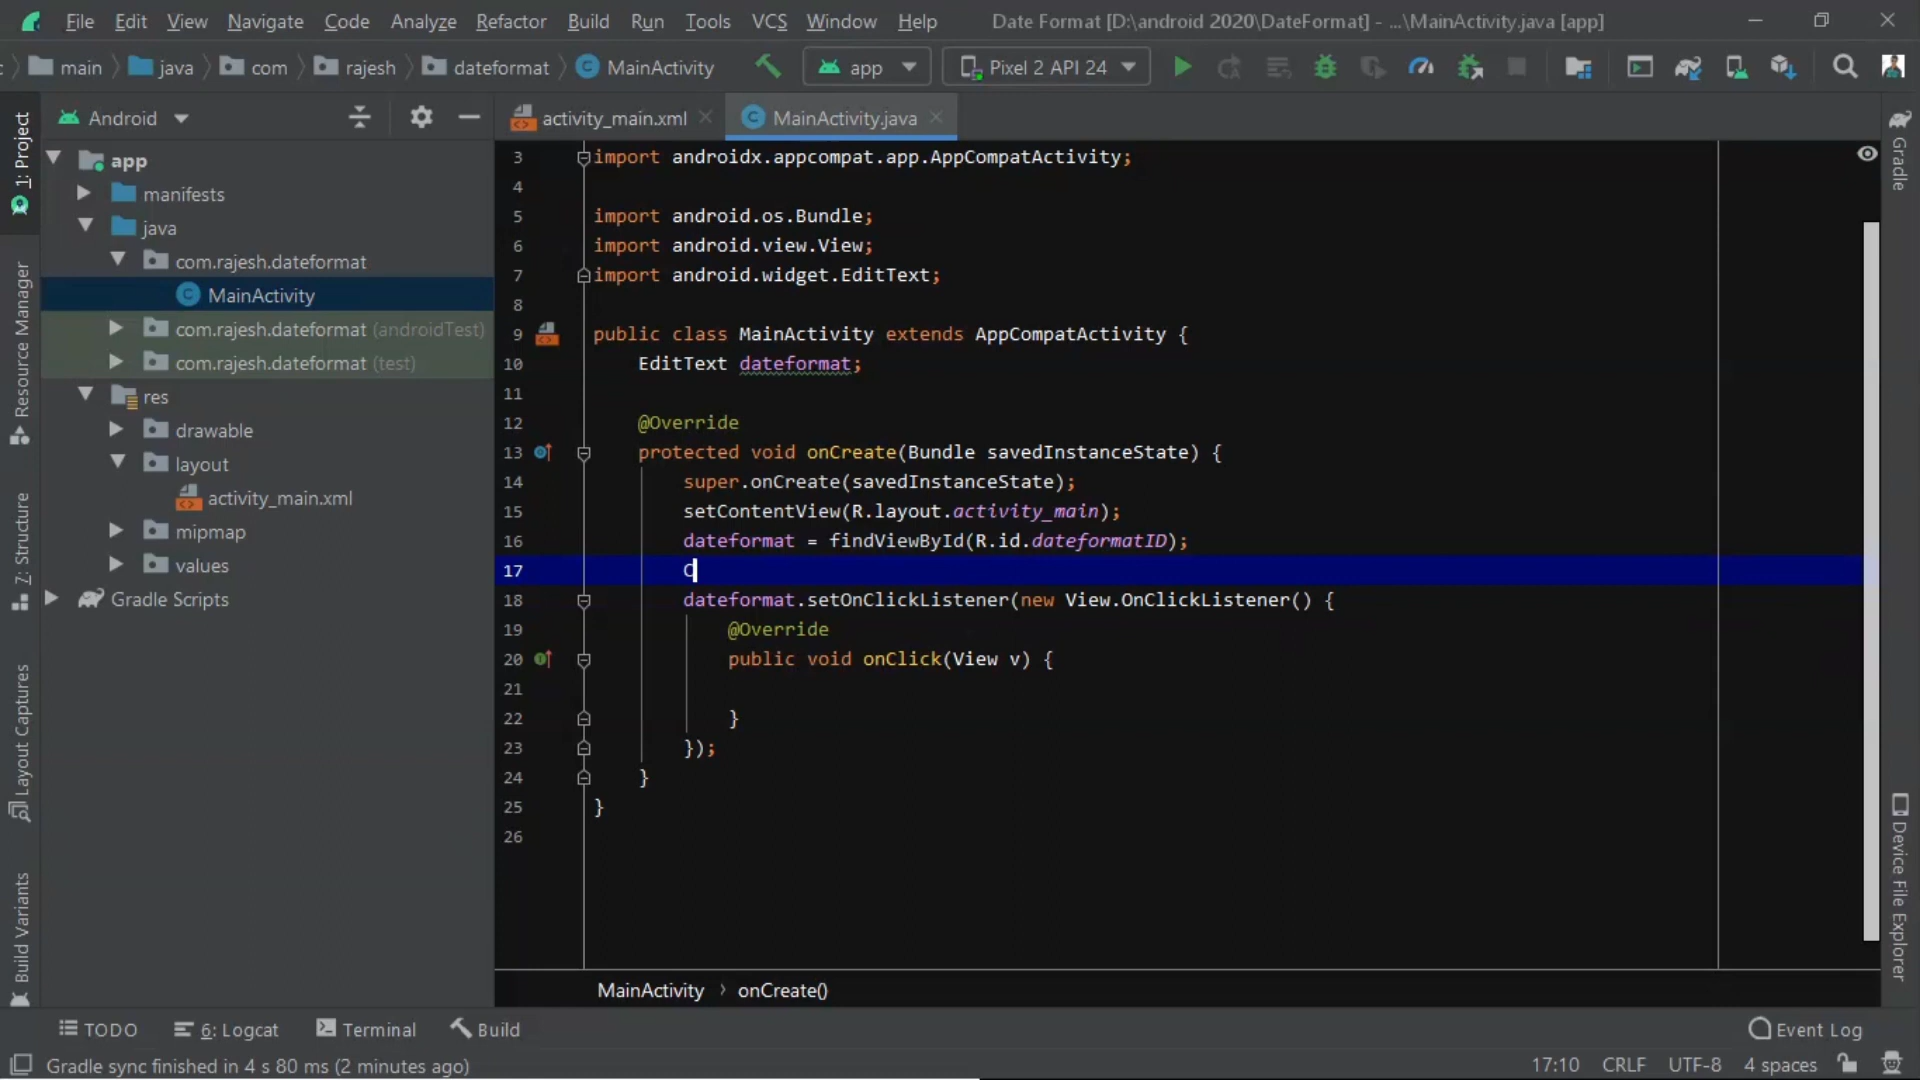 File Edit View Navigate Code Analyze Refactor Build Run Tools VCS Window Help Date Format [D:\android 2020\DateFormat] - ...\MainActivity.java [app]
main java com rajesh dateformat MainActivity app Pixel 2 API 24
Android
activity_main.xml MainActivity.java
1: Project
Resource Manager
7: Structure
Layout Captures
Build Variants
app
manifests
java
com.rajesh.dateformat
MainActivity
com.rajesh.dateformat (androidTest)
com.rajesh.dateformat (test)
res
drawable
layout
activity_main.xml
mipmap
values
Gradle Scripts
3 import androidx.appcompat.app.AppCompatActivity;
4
5 import android.os.Bundle;
6 import android.view.View;
7 import android.widget.EditText;
8
9 public class MainActivity extends AppCompatActivity {
10 EditText dateformat;
11
12 @Override
13 protected void onCreate(Bundle savedInstanceState) {
14 super.onCreate(savedInstanceState);
15 setContentView(R.layout.activity_main);
16 dateformat = findViewById(R.id.dateformatID);
17 C
18 dateformat.setOnClickListener(new View.OnClickListener() {
19 @Override
20 public void onClick(View v) {
21
22 }
23 });
24 }
25 }
26
MainActivity › onCreate()
Gradle
Device File Explorer
TODO 6: Logcat Terminal Build Event Log
Gradle sync finished in 4 s 80 ms (2 minutes ago) 17:10 CRLF UTF-8 4 spaces